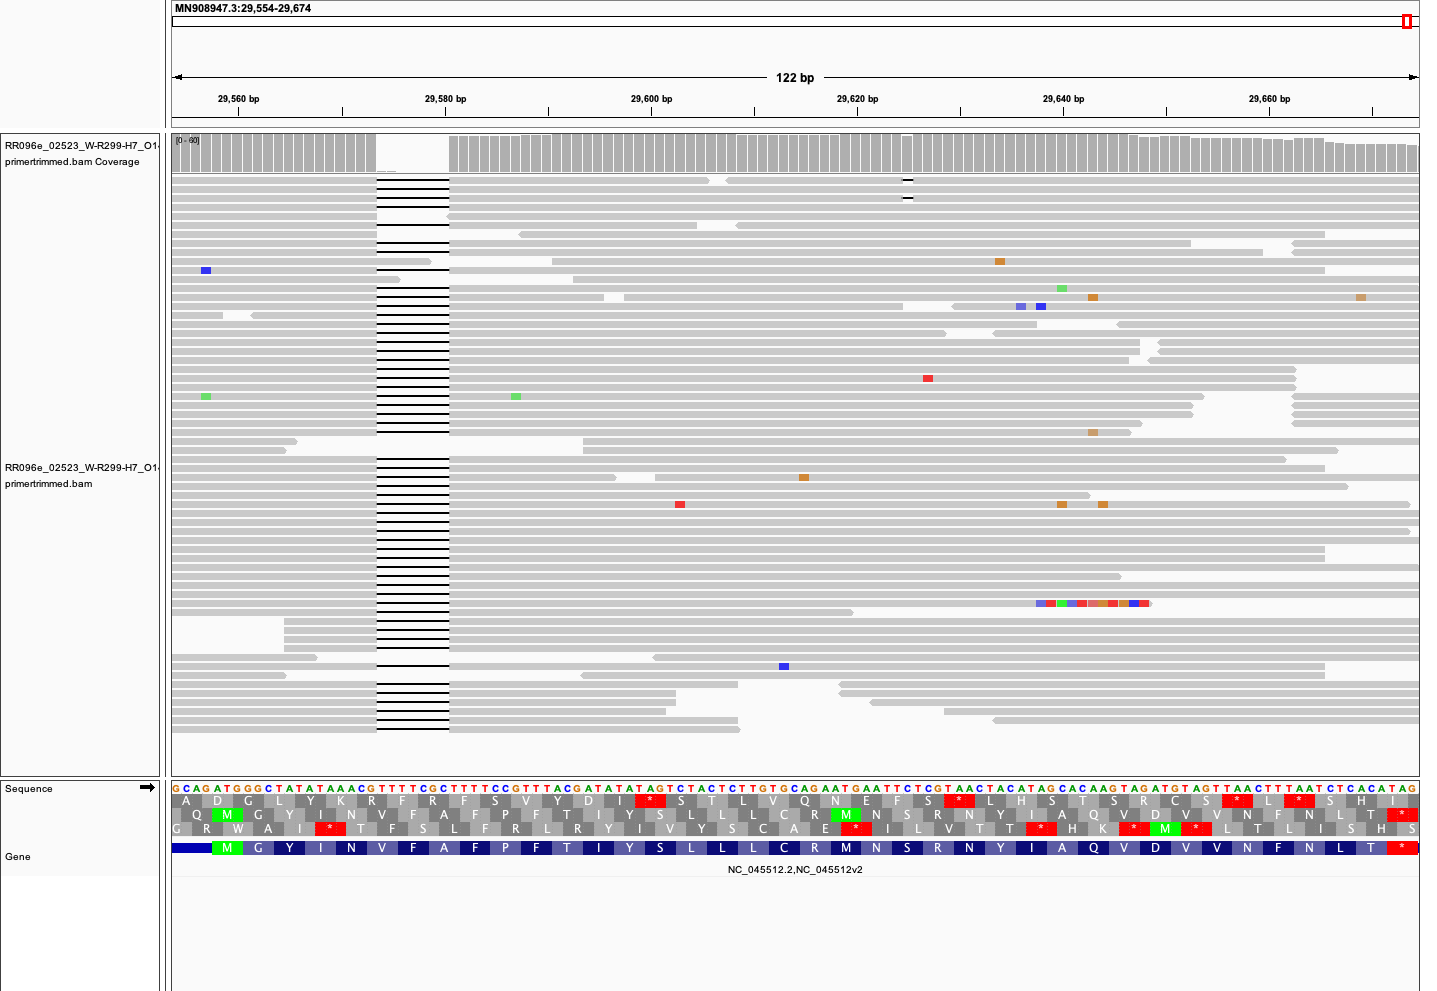 MN908947.3:29,554-29,674
122 bp
29,560 bp 29,580 bp 29,600 bp 29,620 bp 29,640 bp 29,660 bp
RR096e_02523_W-R299-H7_O1
primertrimmed.bam Coverage
[0 - 60]
RR096e_02523_W-R299-H7_O1
primertrimmed.bam
Sequence
GCAGATGGGCTATATAAACGTTTTCGCTTTTCCGTTTACGATATATAGTCTACTCTTGTGCAGAATGAATTCTCGTAACTACATAGCACAAGTAGATGTAGTTAACTTTAATCTCACATAG
A D G L Y K R F R F S V Y D I * S T L V Q N E F S * L H S T S R C S * L * S H I
Q M G Y I N V F A F P F T I Y S L L L C R M N S R N Y I A Q V D V V N F N L T *
G R W A I * T F S L F R L R Y I V Y S C A E * I L V T T * H K * M * L T L I S H S
Gene
M G Y I N V F A F P F T I Y S L L L C R M N S R N Y I A Q V D V V N F N L T *
NC_045512.2,NC_045512v2